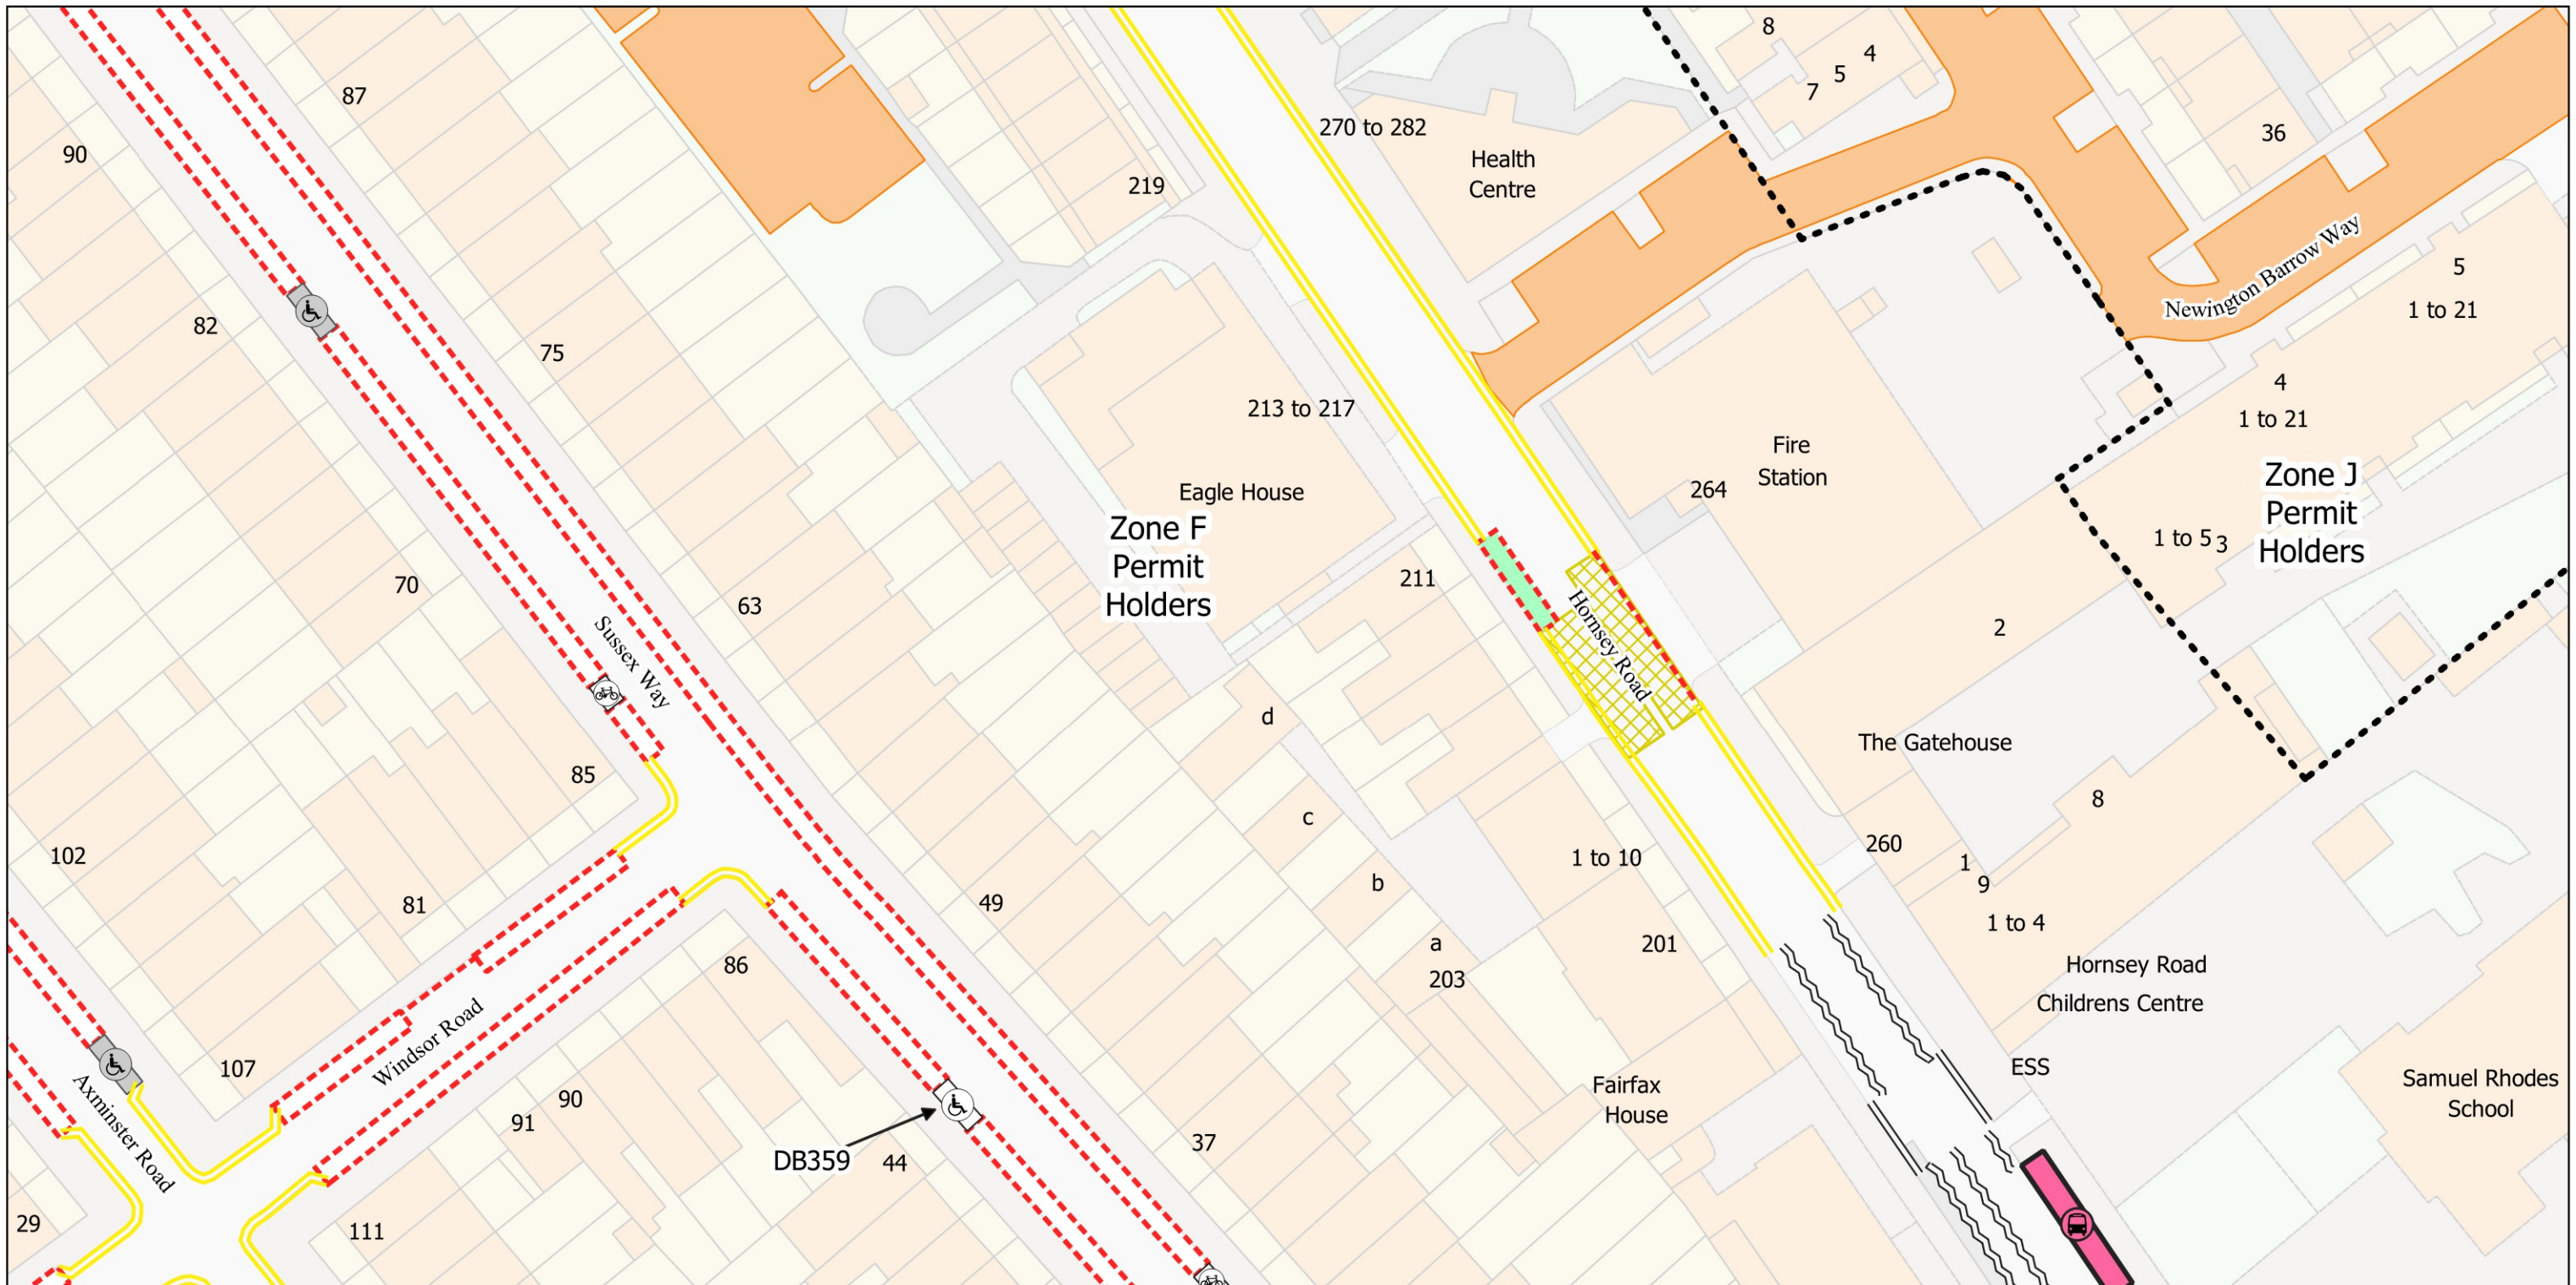 8
4
5
7
87
90
270 to 282
Health
Centre
36
219
Newington Barrow Way
5
1 to 21
82
75
213 to 217
4
1 to 21
Fire
Station
264
Eagle House
Zone F
Permit
Holders
Zone J
Permit
Holders
1 to 5
3
211
70
63
Sussex Way
Hornsey Road
2
d
The Gatehouse
85
8
c
102
1 to 10
260
1
9
b
81
49
1 to 4
a
201
86
203
Hornsey Road
Childrens Centre
Windsor Road
107
ESS
Fairfax
House
Samuel Rhodes
School
90
91
Axminster Road
37
DB359
44
29
111